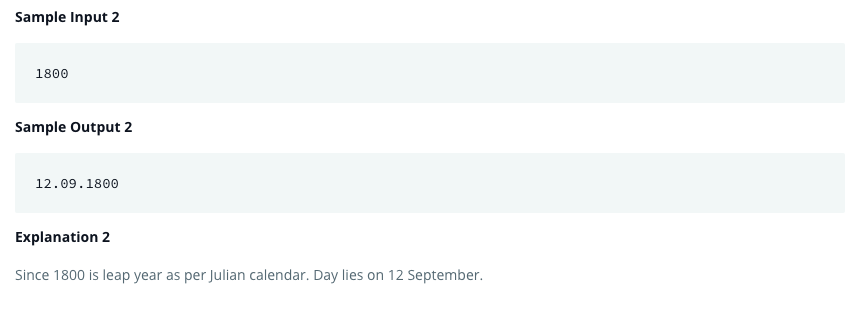 Sample Input 2
1800
Sample Output 2
12.09.1800
Explanation 2
Since 1800 is leap year as per Julian calendar. Day lies on 12 September.